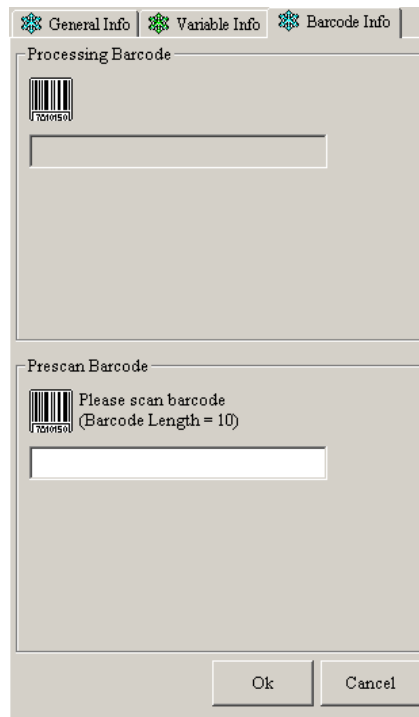 General Info Variable Info Barcode Info
Processing Barcode
Prescan Barcode
Please scan barcode
(Barcode Length = 10)
Ok Cancel